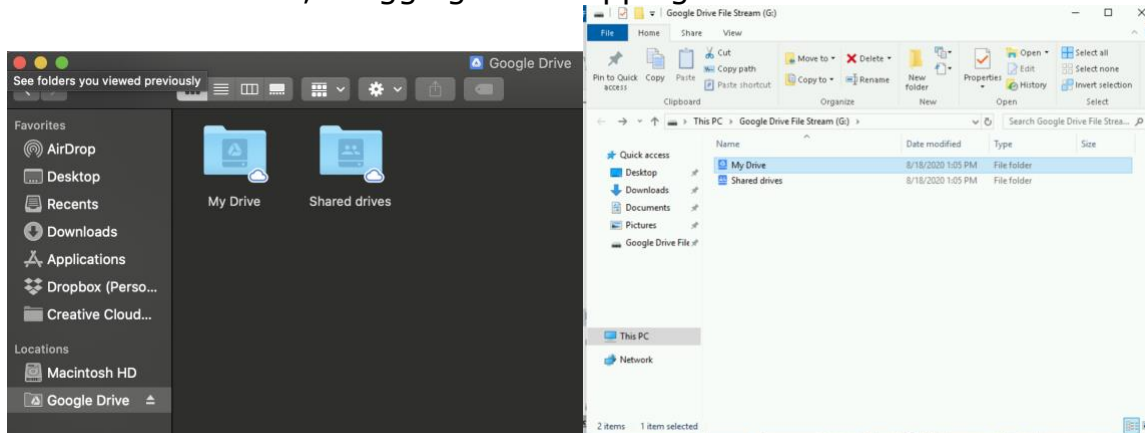 Google Drive
See folders you viewed previously
Favorites
AirDrop
Desktop
Recents
Downloads
Applications
Dropbox (Perso...
Creative Cloud...
Locations
Macintosh HD
Google Drive
My Drive
Shared drives
Google Drive File Stream (G:)
File Home Share View
Pin to Quick access
Copy
Paste
Cut
Copy path
Paste shortcut
Clipboard
Move to
Copy to
Delete
Rename
Organize
New folder
New
Properties
Open
Edit
History
Open
Select all
Select none
Invert selection
Select
This PC > Google Drive File Stream (G:) >
Search Google Drive File Strea...
Name Date modified Type Size
My Drive 8/18/2020 1:05 PM File folder
Shared drives 8/18/2020 1:05 PM File folder
Quick access
Desktop
Downloads
Documents
Pictures
Google Drive File
This PC
Network
2 items 1 item selected